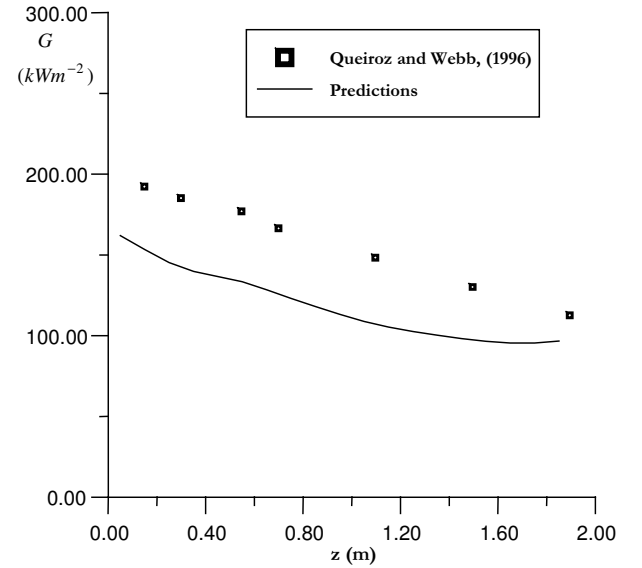 300.00
G
(kWm⁻²)
200.00
100.00
0.00
Queiroz and Webb, (1996)
Predictions
0.00 0.40 0.80 1.20 1.60 2.00
z (m)